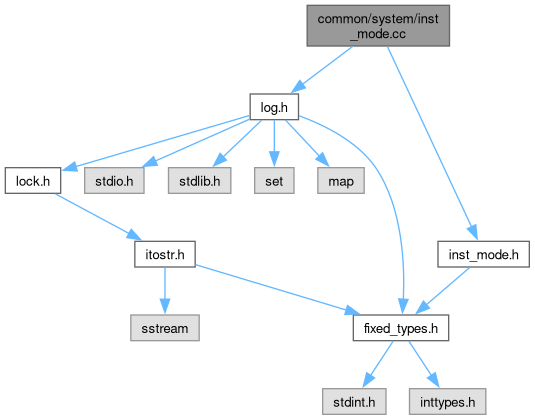 common/system/inst
_mode.cc
log.h
lock.h
stdio.h
stdlib.h
set
map
itostr.h
inst_mode.h
sstream
fixed_types.h
stdint.h
inttypes.h